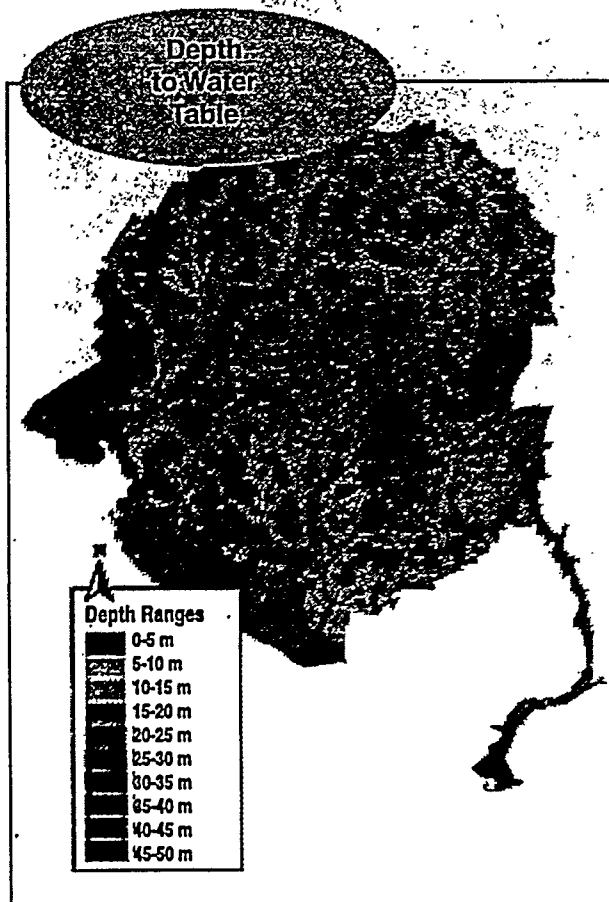 Depth
to Water
Table
Depth Ranges
0-5 m
5-10 m
10-15 m
15-20 m
20-25 m
25-30 m
30-35 m
35-40 m
40-45 m
45-50 m